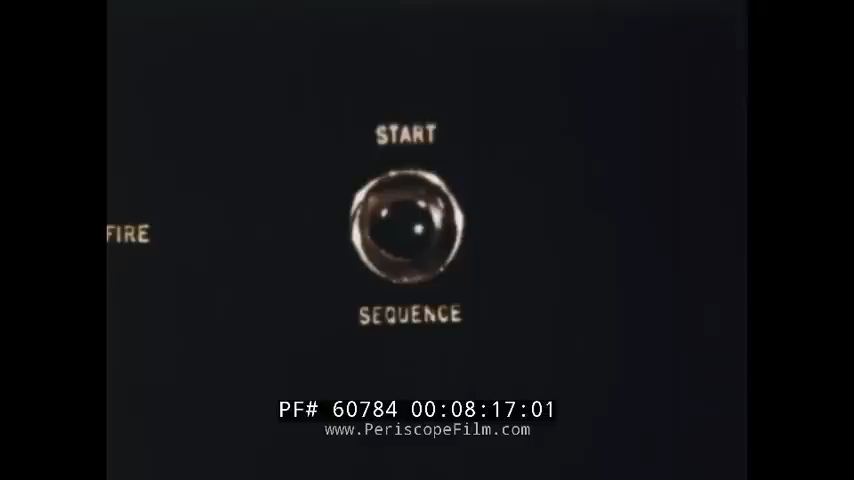 START
FIRE
SEQUENCE
PF# 60784 00:08:17:01
www.PeriscopeFilm.com